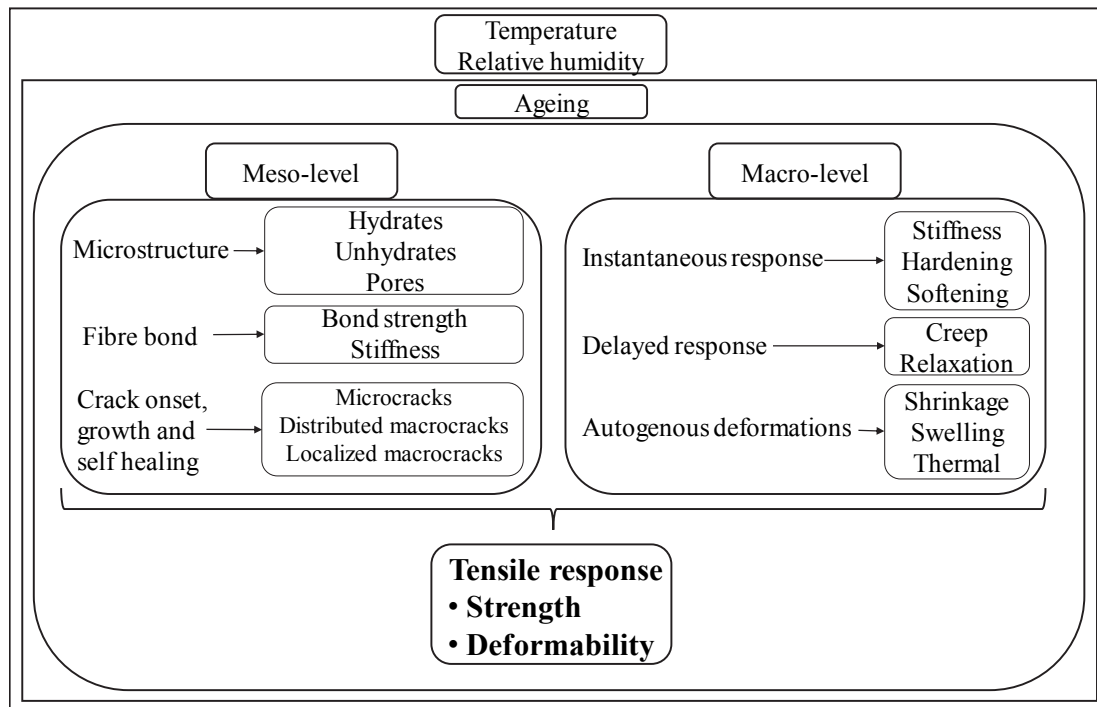 Temperature
Relative humidity
Ageing
Meso-level
Microstructure
Hydrates
Unhydrates
Pores
Fibre bond
Bond strength
Stiffness
Crack onset,
growth and
self healing
Microcracks
Distributed macrocracks
Localized macrocracks
Macro-level
Instantaneous response
Stiffness
Hardening
Softening
Delayed response
Creep
Relaxation
Autogenous deformations
Shrinkage
Swelling
Thermal
Tensile response
• Strength
• Deformability